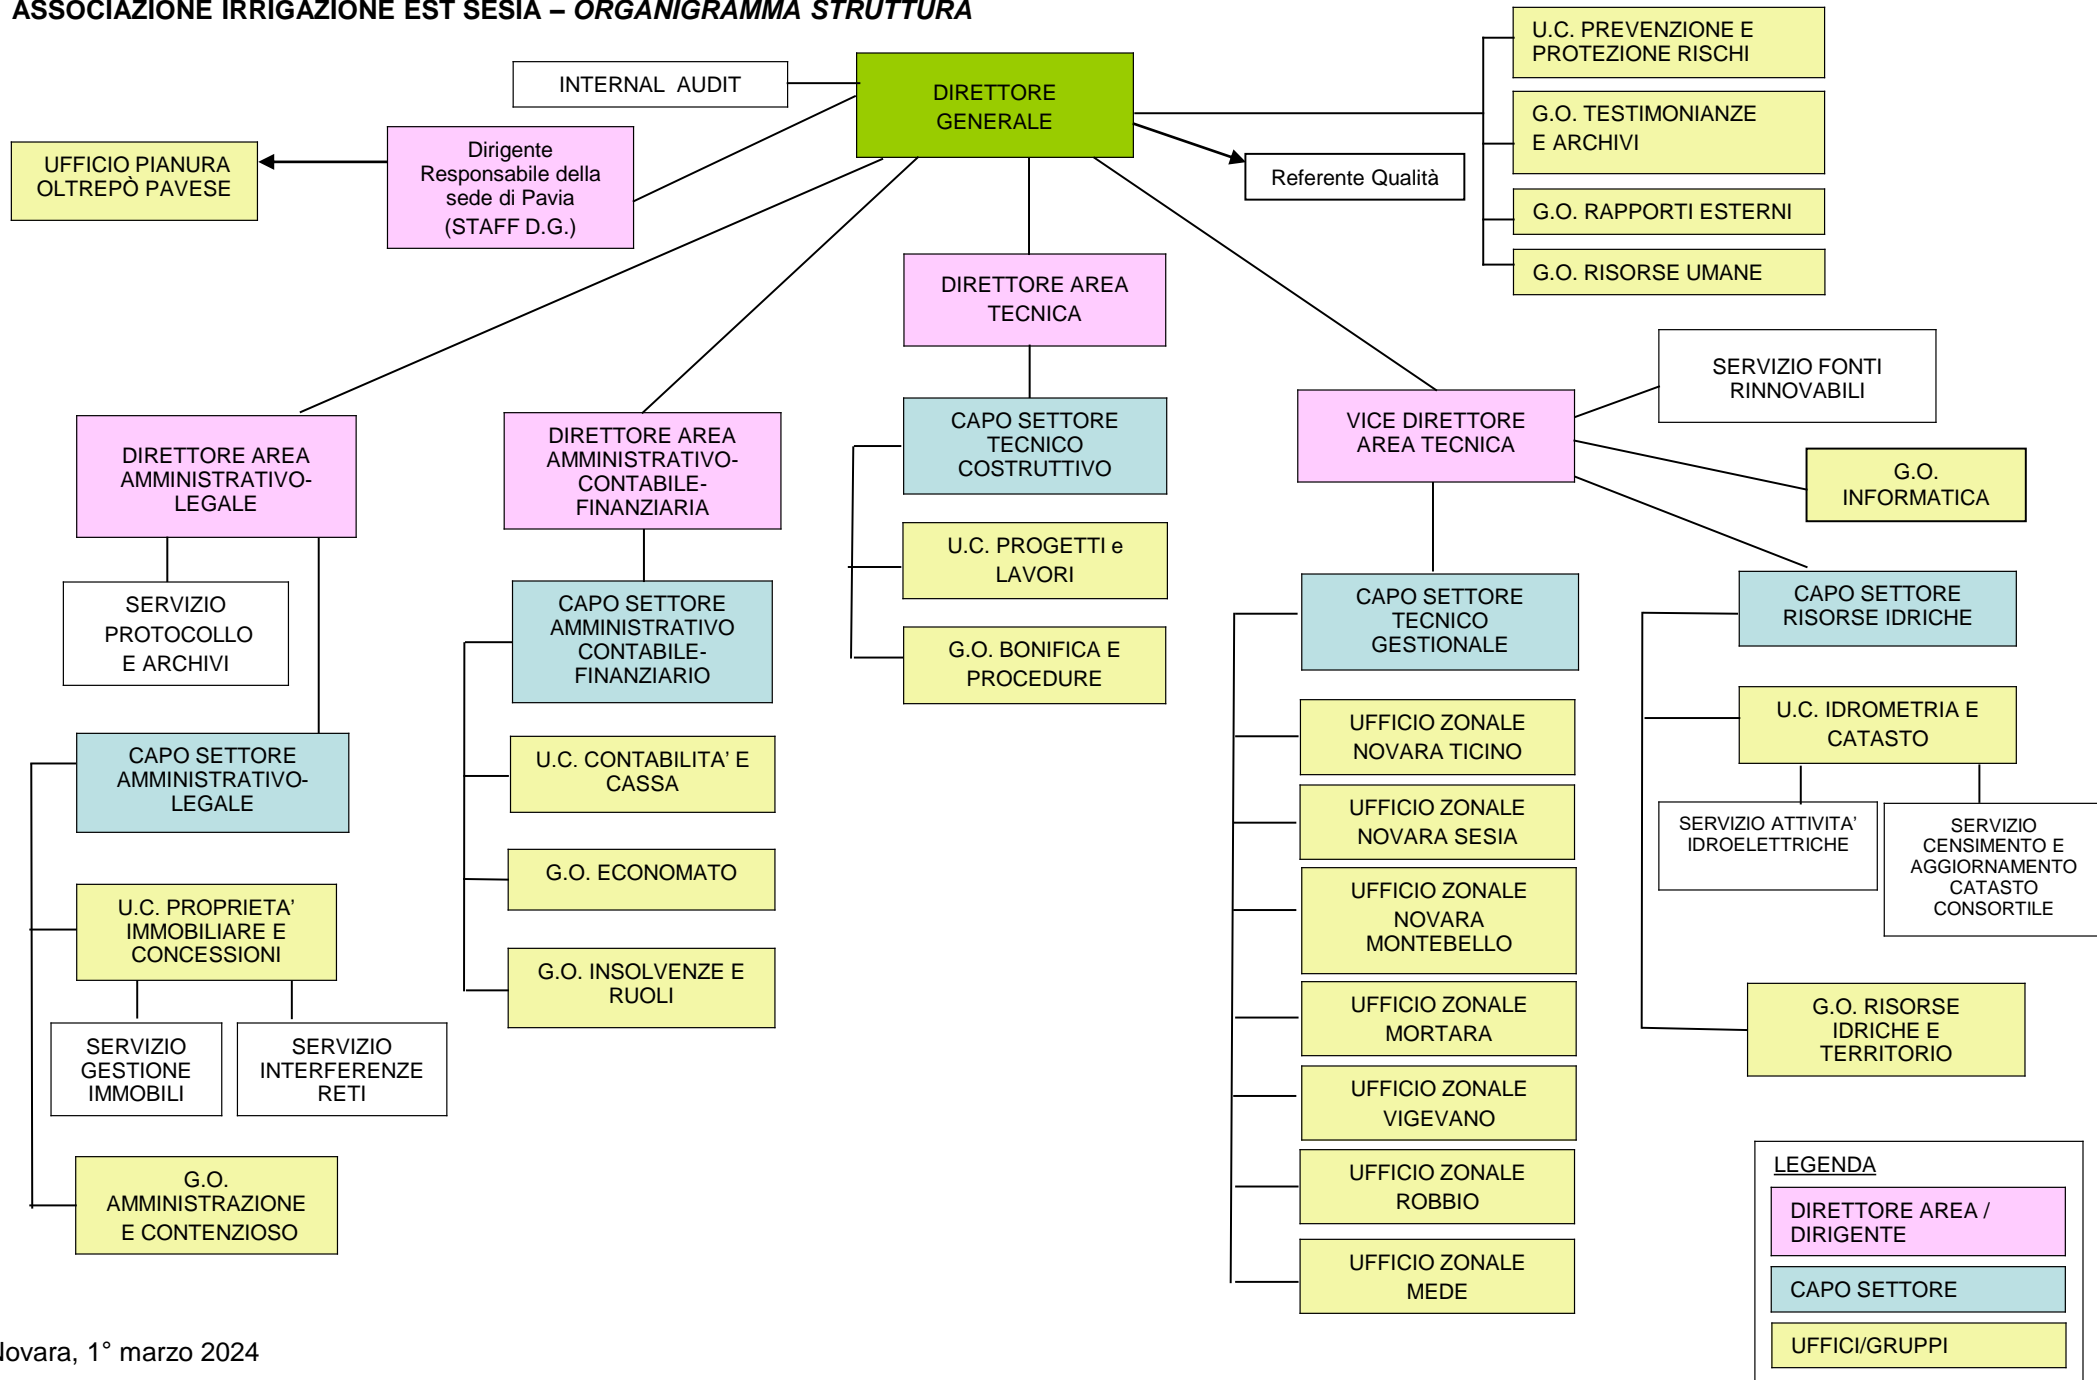 ASSOCIAZIONE IRRIGAZIONE EST SESIA – ORGANIGRAMMA STRUTTURA
U.C. PREVENZIONE E
PROTEZIONE RISCHI
INTERNAL AUDIT
DIRETTORE
GENERALE
G.O. TESTIMONIANZE
E ARCHIVI
UFFICIO PIANURA
OLTREPÒ PAVESE
Dirigente
Responsabile della
sede di Pavia
(STAFF D.G.)
Referente Qualità
G.O. RAPPORTI ESTERNI
G.O. RISORSE UMANE
DIRETTORE AREA
TECNICA
SERVIZIO FONTI
RINNOVABILI
DIRETTORE AREA
AMMINISTRATIVO-
LEGALE
DIRETTORE AREA
AMMINISTRATIVO-
CONTABILE-
FINANZIARIA
CAPO SETTORE
TECNICO
COSTRUTTIVO
VICE DIRETTORE
AREA TECNICA
G.O.
INFORMATICA
U.C. PROGETTI e
LAVORI
SERVIZIO
PROTOCOLLO
E ARCHIVI
CAPO SETTORE
AMMINISTRATIVO
CONTABILE-
FINANZIARIO
G.O. BONIFICA E
PROCEDURE
CAPO SETTORE
TECNICO
GESTIONALE
CAPO SETTORE
RISORSE IDRICHE
CAPO SETTORE
AMMINISTRATIVO-
LEGALE
U.C. CONTABILITA' E
CASSA
UFFICIO ZONALE
NOVARA TICINO
U.C. IDROMETRIA E
CATASTO
UFFICIO ZONALE
NOVARA SESIA
SERVIZIO ATTIVITA'
IDROELETTRICHE
SERVIZIO
CENSIMENTO E
AGGIORNAMENTO
CATASTO
CONSORTILE
U.C. PROPRIETA'
IMMOBILIARE E
CONCESSIONI
G.O. ECONOMATO
UFFICIO ZONALE
NOVARA
MONTEBELLO
G.O. INSOLVENZE E
RUOLI
UFFICIO ZONALE
MORTARA
G.O. RISORSE
IDRICHE E
TERRITORIO
SERVIZIO
GESTIONE
IMMOBILI
SERVIZIO
INTERFERENZE
RETI
UFFICIO ZONALE
VIGEVANO
G.O.
AMMINISTRAZIONE
E CONTENZIOSO
UFFICIO ZONALE
ROBBIO
UFFICIO ZONALE
MEDE
LEGENDA
DIRETTORE AREA /
DIRIGENTE
CAPO SETTORE
UFFICI/GRUPPI
Novara, 1° marzo 2024